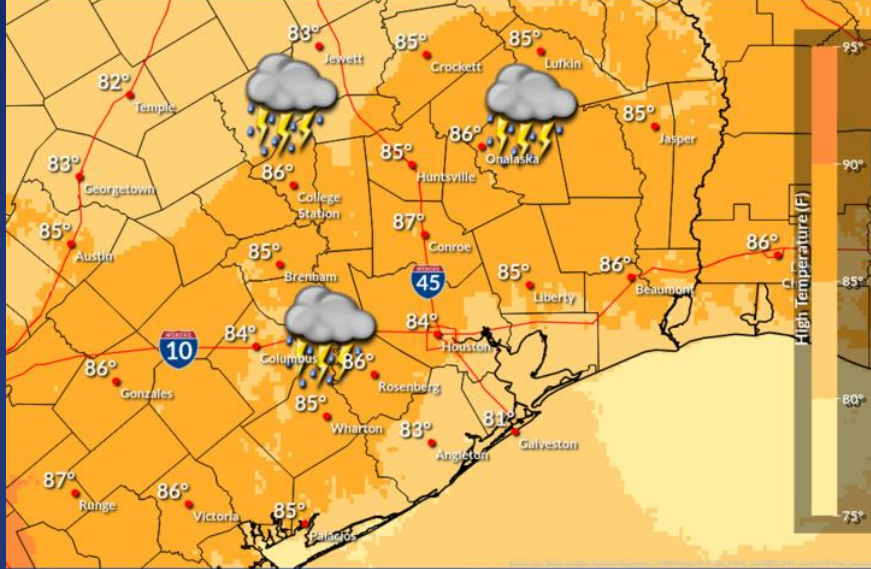 83°
Jewett
85°
Crockett
85°
Lufkin
95°
82°
Temple
86°
Onalaska
85°
Jasper
83°
Georgetown
86°
College
Station
85°
Huntsville
90°
85°
Austin
87°
Conroe
86°
85°
Brenham
INTERSTATE
45
85°
Liberty
86°
Beaumont
High Temperature (F)
85°
INTERSTATE
10
84°
Columbus
84°
Houston
86°
Gonzales
86°
Rosenberg
80°
85°
Wharton
83°
Angleton
81°
Galveston
87°
Runge
86°
Victoria
85°
Palacios
75°